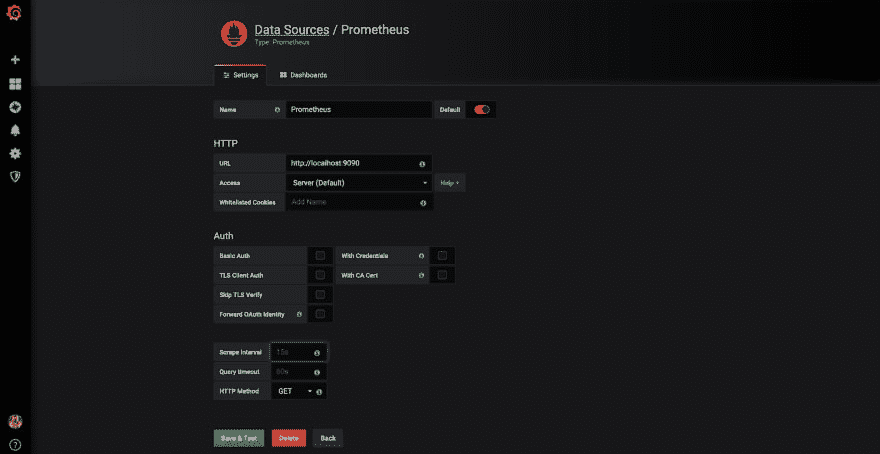 Data Sources / Prometheus
Type: Prometheus
Settings Dashboards
Name Prometheus Default
HTTP
URL http://localhost:9090
Access Server (Default) Help
Whitelisted Cookies Add Name
Auth
Basic Auth With Credentials
TLS Client Auth With CA Cert
Skip TLS Verify
Forward OAuth Identity
Scrape interval 15s
Query timeout 60s
HTTP Method GET
Save & Test Delete Back